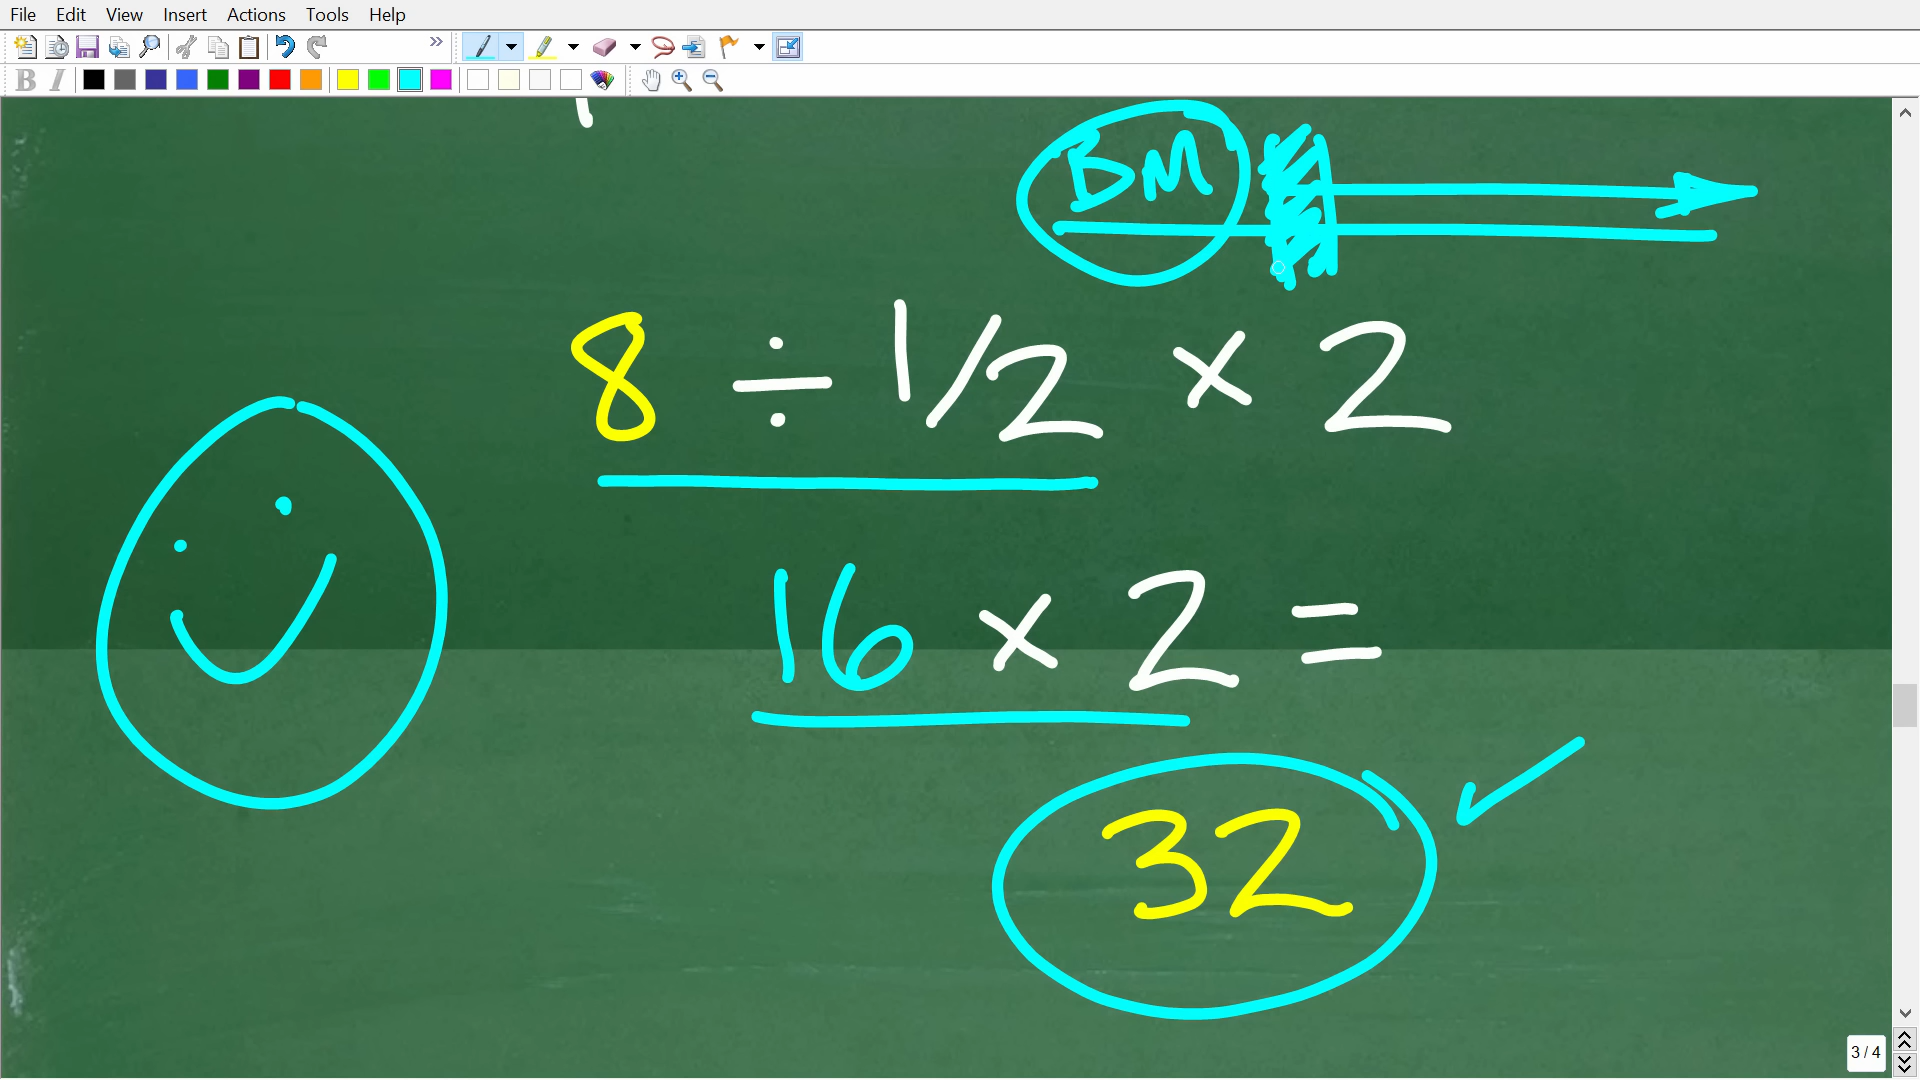 File Edit View Insert Actions Tools Help
B I
BM
8 ÷ 1/2 × 2
16 × 2 =
32
3 / 4